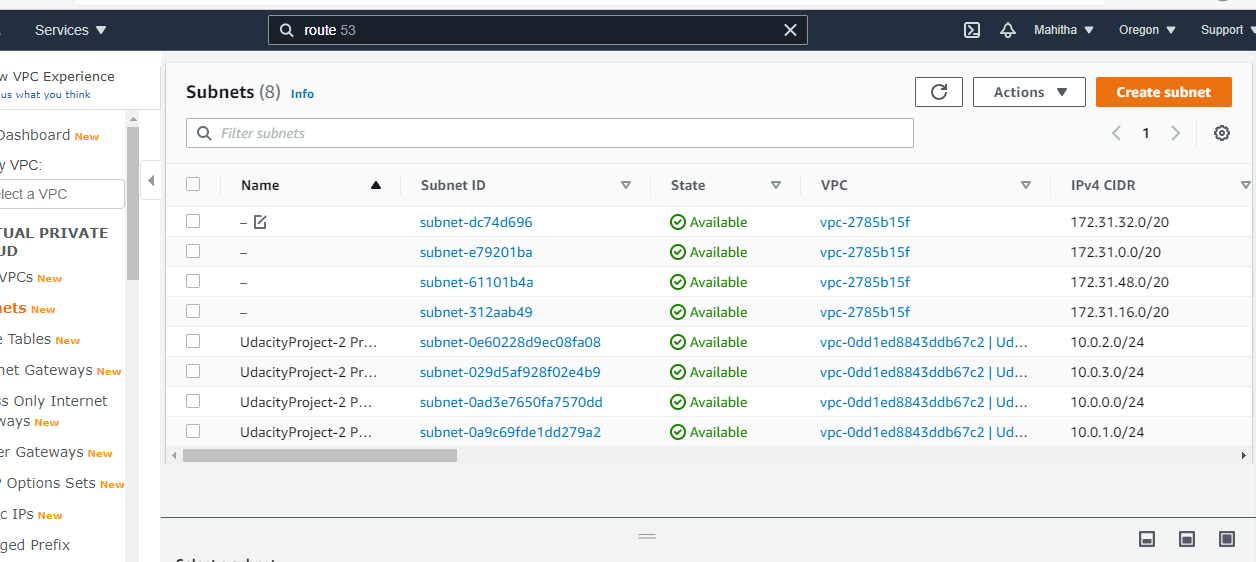 Services ▼ route 53 Mahitha ▼ Oregon ▼ Support
w VPC Experience
us what you think
Dashboard New
y VPC:
elect a VPC
TUAL PRIVATE
UD
VPCs New
nets New
e Tables New
net Gateways New
ss Only Internet
ways New
er Gateways New
P Options Sets New
c IPs New
ged Prefix
Subnets (8) Info
Actions ▼ Create subnet
Filter subnets
1
Name Subnet ID State VPC IPv4 CIDR
– subnet-dc74d696 Available vpc-2785b15f 172.31.32.0/20
– subnet-e79201ba Available vpc-2785b15f 172.31.0.0/20
– subnet-61101b4a Available vpc-2785b15f 172.31.48.0/20
– subnet-312aab49 Available vpc-2785b15f 172.31.16.0/20
UdacityProject-2 Pr... subnet-0e60228d9ec08fa08 Available vpc-0dd1ed8843ddb67c2 | Ud... 10.0.2.0/24
UdacityProject-2 Pr... subnet-029d5af928f02e4b9 Available vpc-0dd1ed8843ddb67c2 | Ud... 10.0.3.0/24
UdacityProject-2 P... subnet-0ad3e7650fa7570dd Available vpc-0dd1ed8843ddb67c2 | Ud... 10.0.0.0/24
UdacityProject-2 P... subnet-0a9c69fde1dd279a2 Available vpc-0dd1ed8843ddb67c2 | Ud... 10.0.1.0/24
Select a subnet